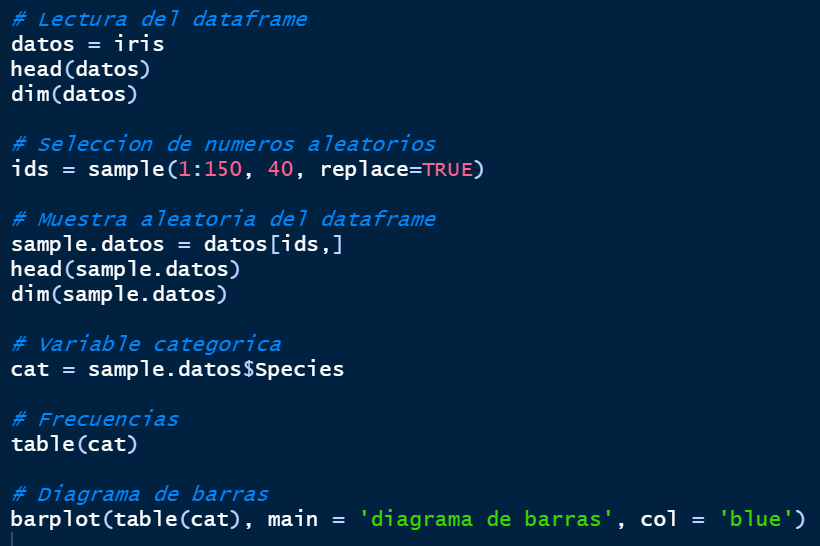 # Lectura del dataframe
datos = iris
head(datos)
dim(datos)
# Seleccion de numeros aleatorios
ids = sample(1:150, 40, replace=TRUE)
# Muestra aleatoria del dataframe
sample.datos = datos[ids,]
head(sample.datos)
dim(sample.datos)
# Variable categorica
cat = sample.datos$Species
# Frecuencias
table(cat)
# Diagrama de barras
barplot(table(cat), main = 'diagrama de barras', col = 'blue')